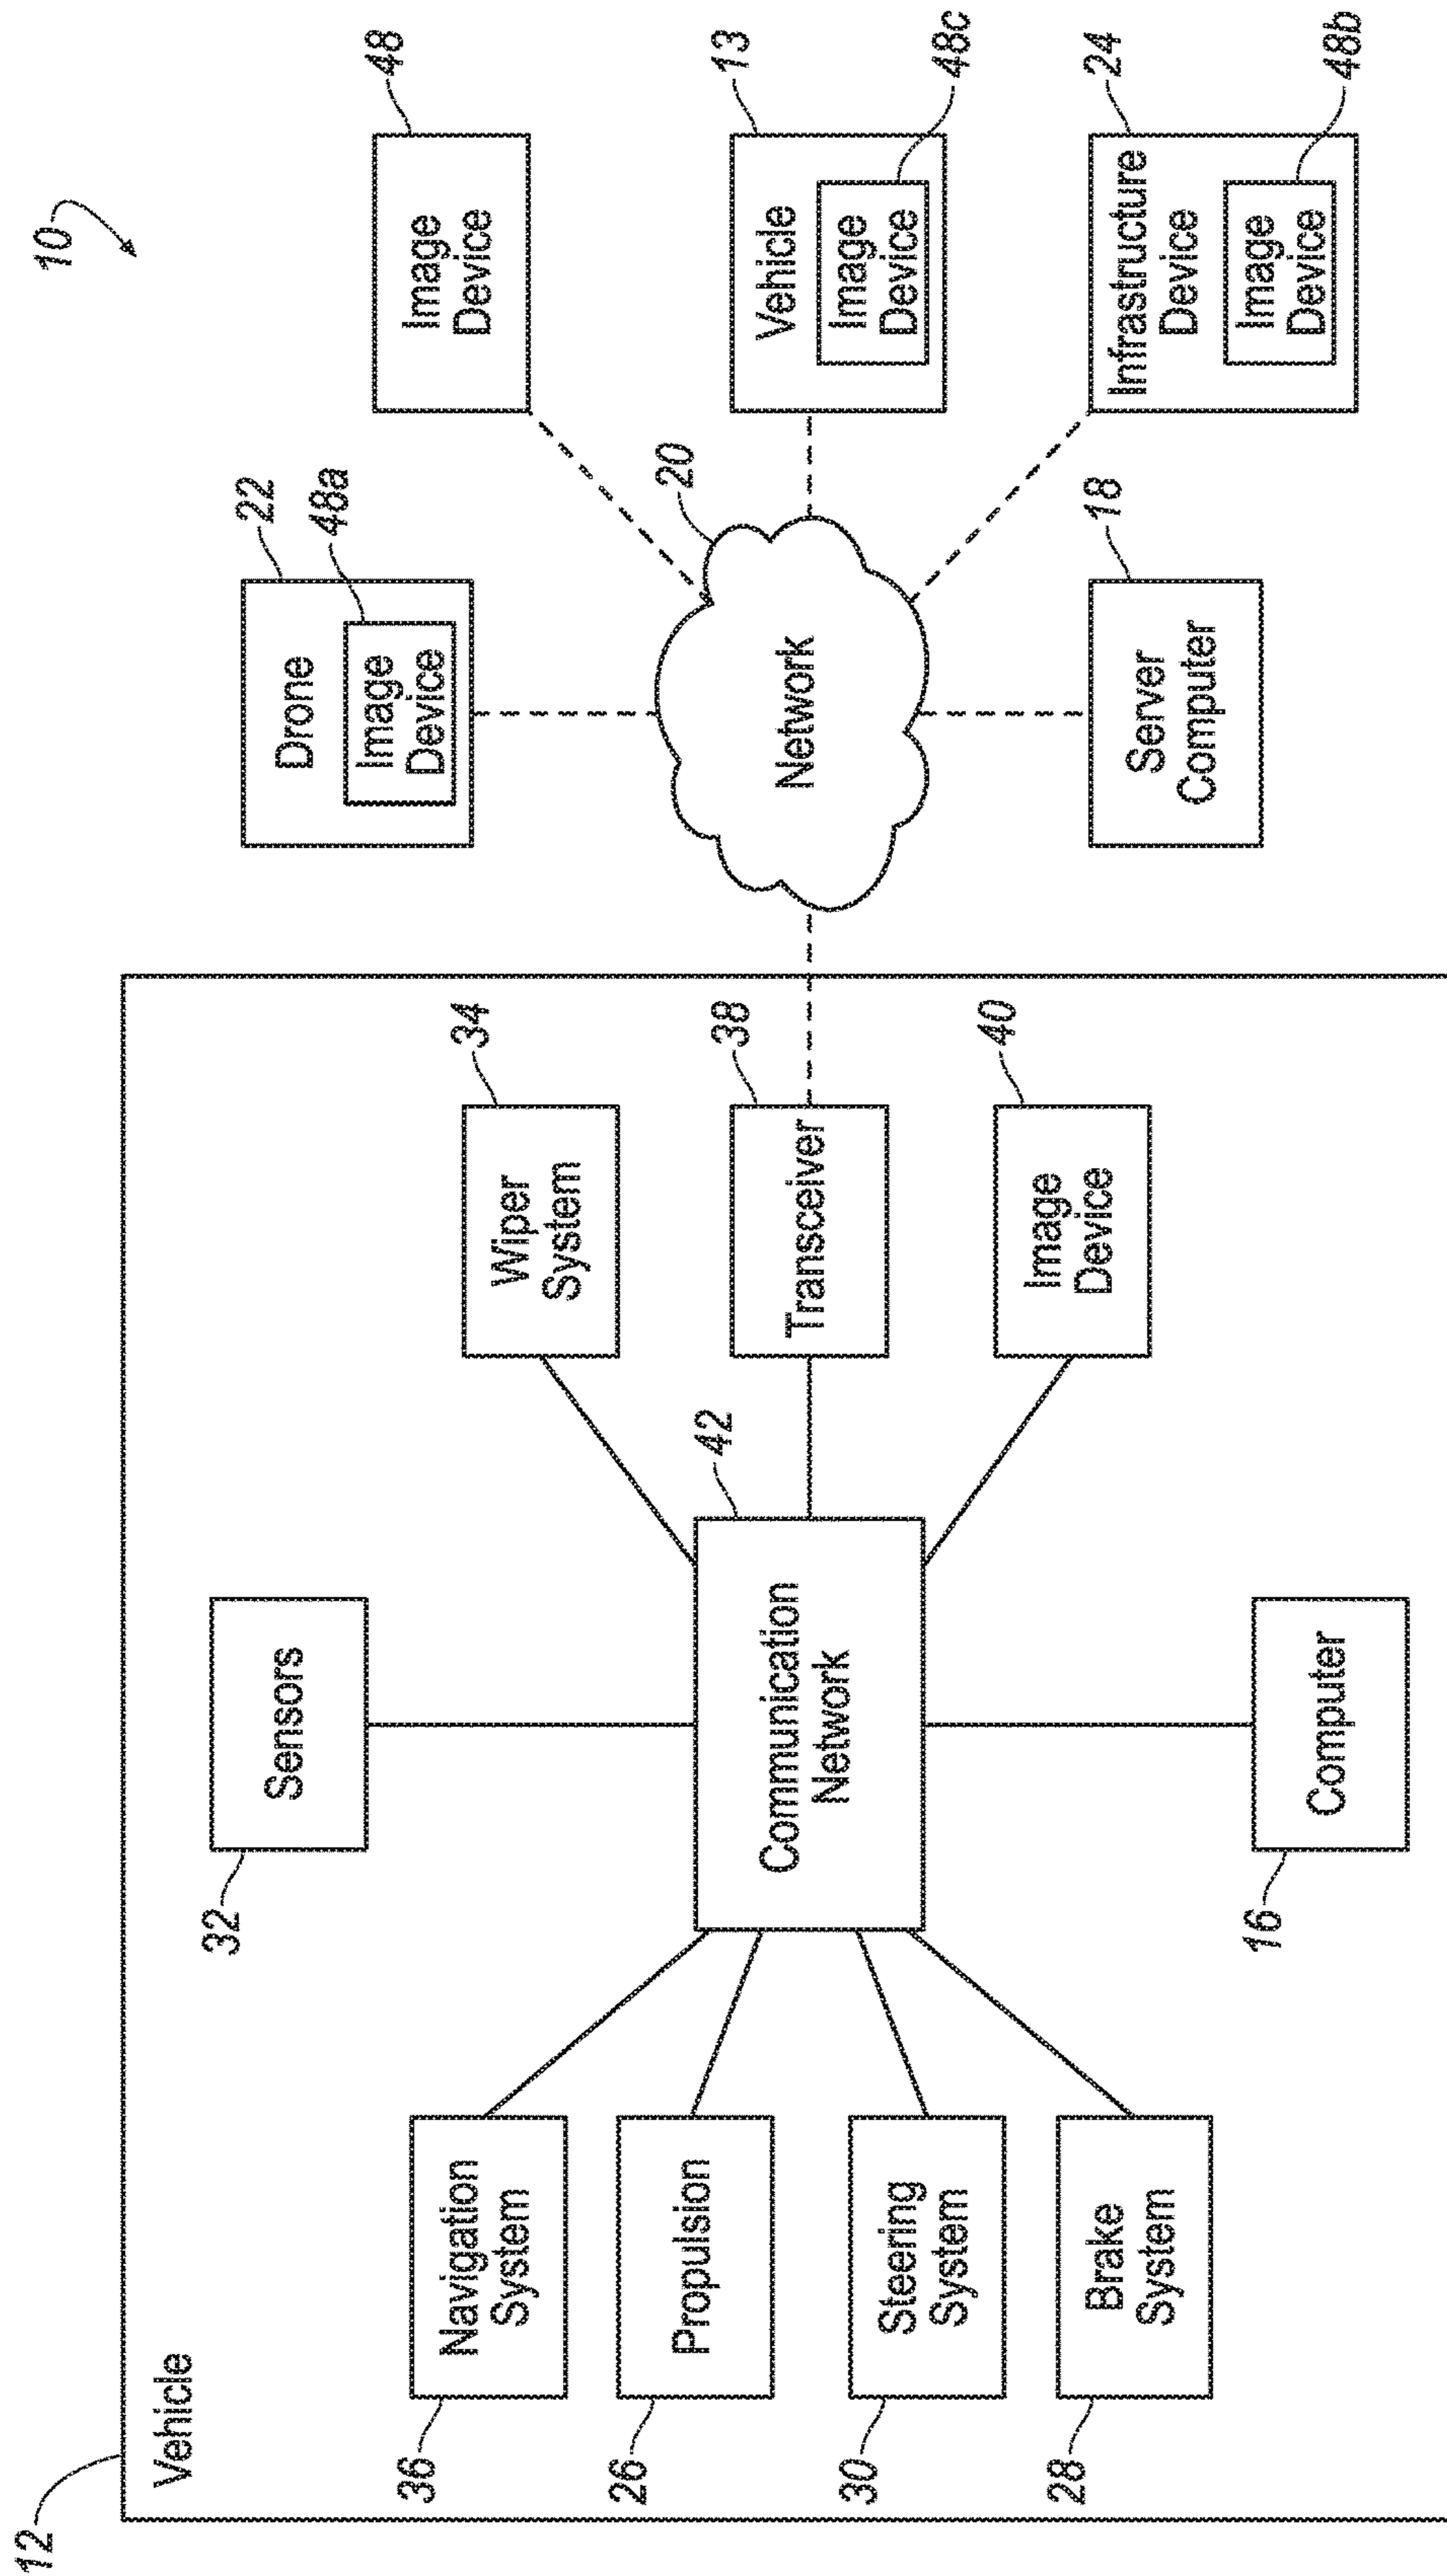 10
12
Vehicle
32
Sensors
22
Drone
48a
Image
Device
48
Image
Device
36
Navigation
System
34
Wiper
System
26
Propulsion
42
Communication
Network
38
Transceiver
20
Network
13
Vehicle
48c
Image
Device
30
Steering
System
40
Image
Device
28
Brake
System
16
Computer
18
Server
Computer
24
Infrastructure
Device
48b
Image
Device